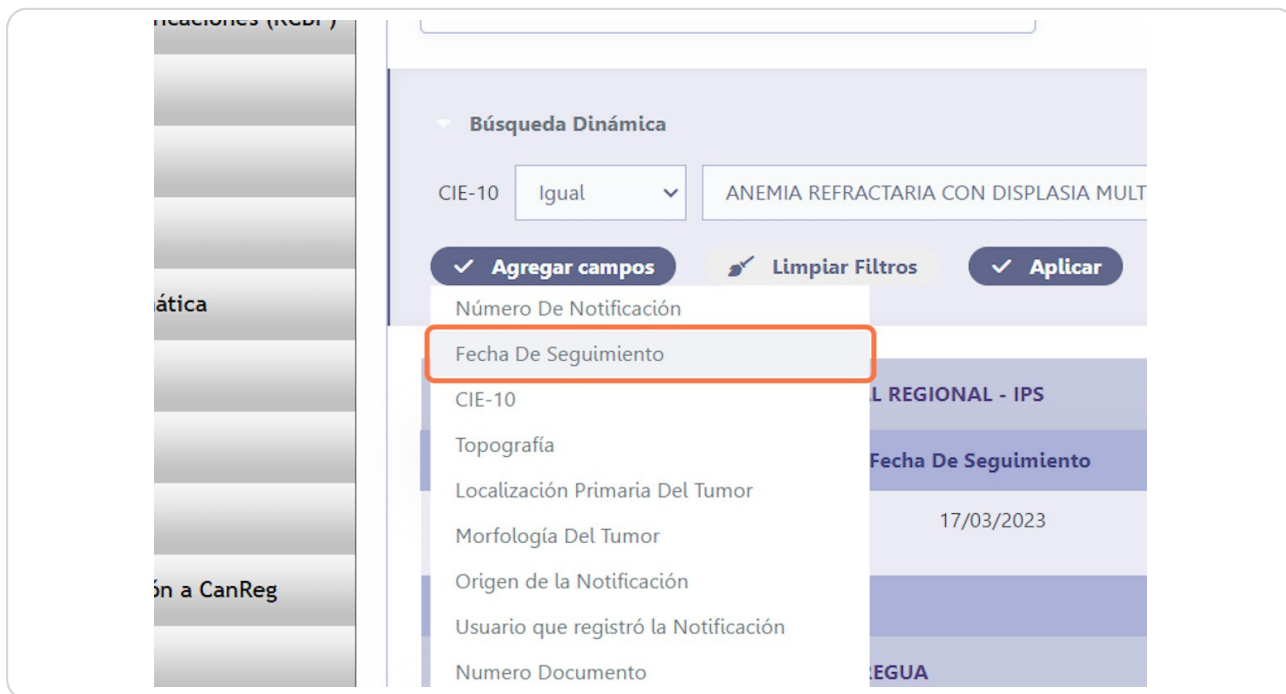 Búsqueda Dinámica
CIE-10 Igual ANEMIA REFRACTARIA CON DISPLASIA MULT
Agregar campos Limpiar Filtros Aplicar
Número De Notificación
ática
Fecha De Seguimiento
CIE-10 L REGIONAL - IPS
Topografía
Fecha De Seguimiento
Localización Primaria Del Tumor
17/03/2023
Morfología Del Tumor
Origen de la Notificación
ón a CanReg
Usuario que registró la Notificación
Numero Documento EGUA